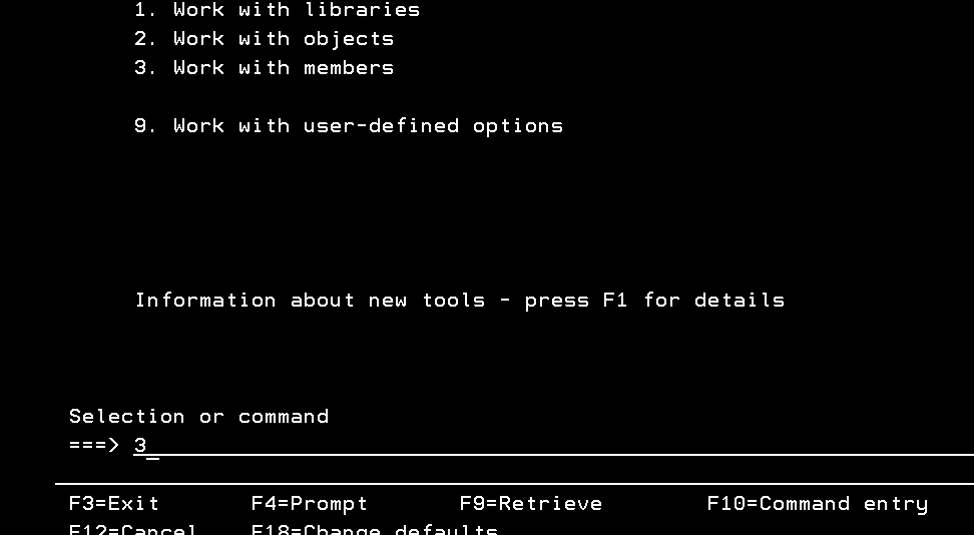 1. Work with libraries
2. Work with objects
3. Work with members
9. Work with user-defined options
Information about new tools - press F1 for details
Selection or command
===> 3_
F3=Exit F4=Prompt F9=Retrieve F10=Command entry
F12=Cancel F18=Change defaults